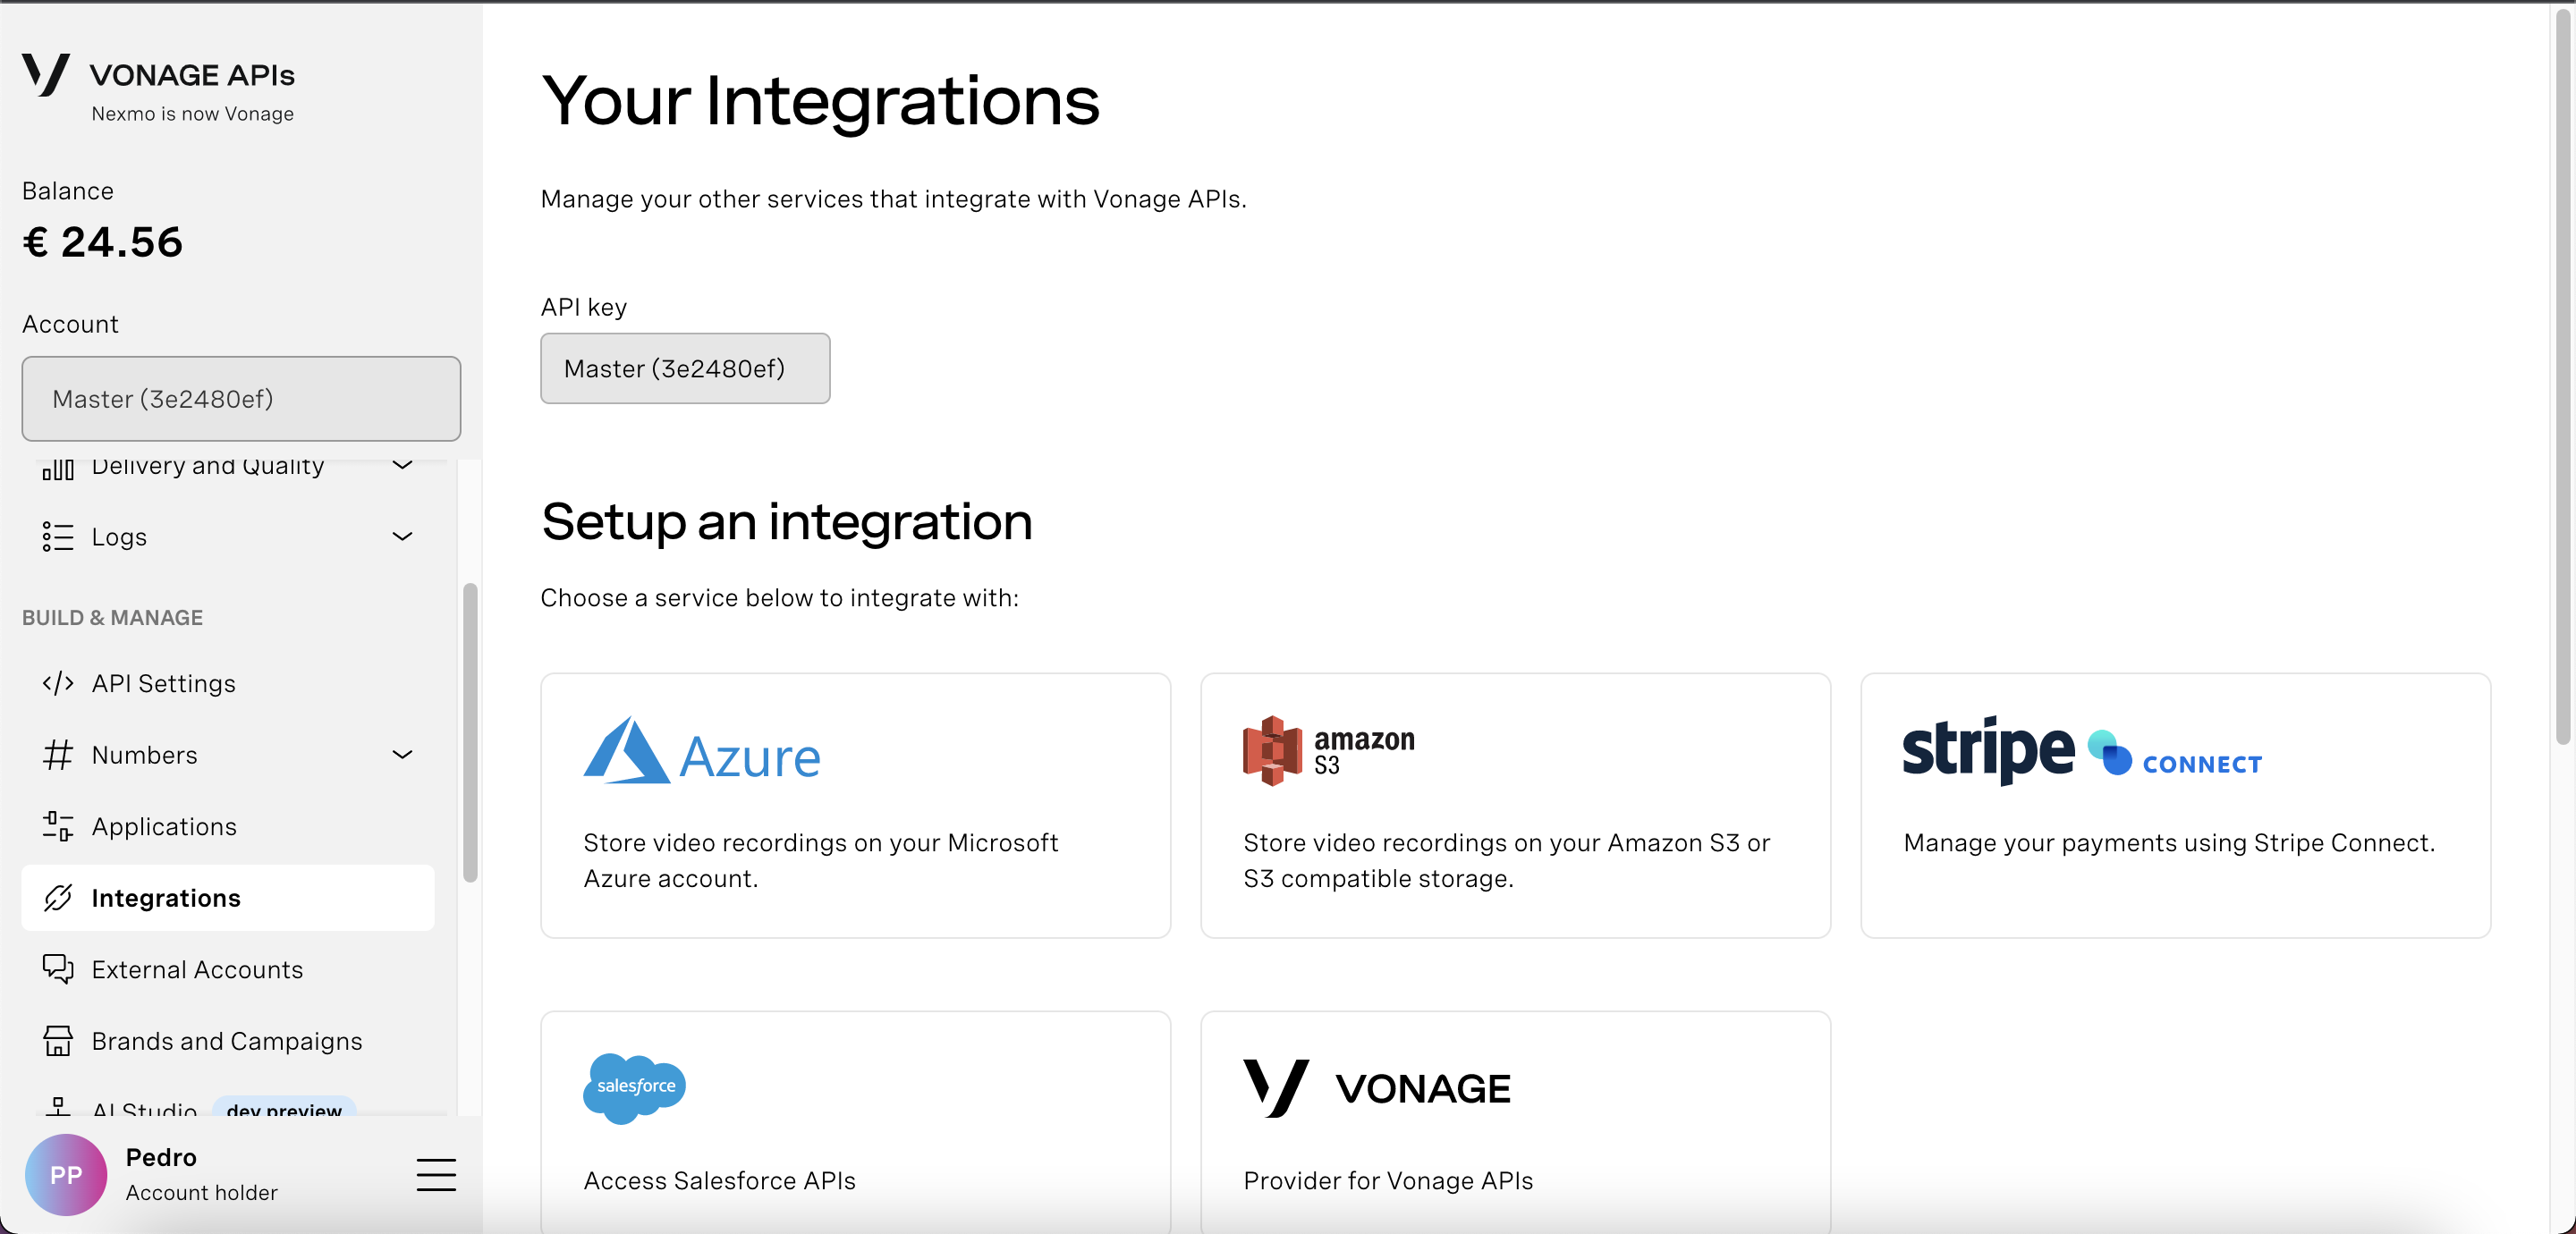 VONAGE APIs
Nexmo is now Vonage
Balance
€ 24.56
Account
Master (3e2480ef)
Delivery and Quality
Logs
BUILD & MANAGE
API Settings
Numbers
Applications
Integrations
External Accounts
Brands and Campaigns
AI Studio dev preview
PP
Pedro
Account holder
Your Integrations
Manage your other services that integrate with Vonage APIs.
API key
Master (3e2480ef)
Setup an integration
Choose a service below to integrate with:
Azure
Store video recordings on your Microsoft
Azure account.
amazon
S3
Store video recordings on your Amazon S3 or
S3 compatible storage.
stripe CONNECT
Manage your payments using Stripe Connect.
salesforce
Access Salesforce APIs
VONAGE
Provider for Vonage APIs